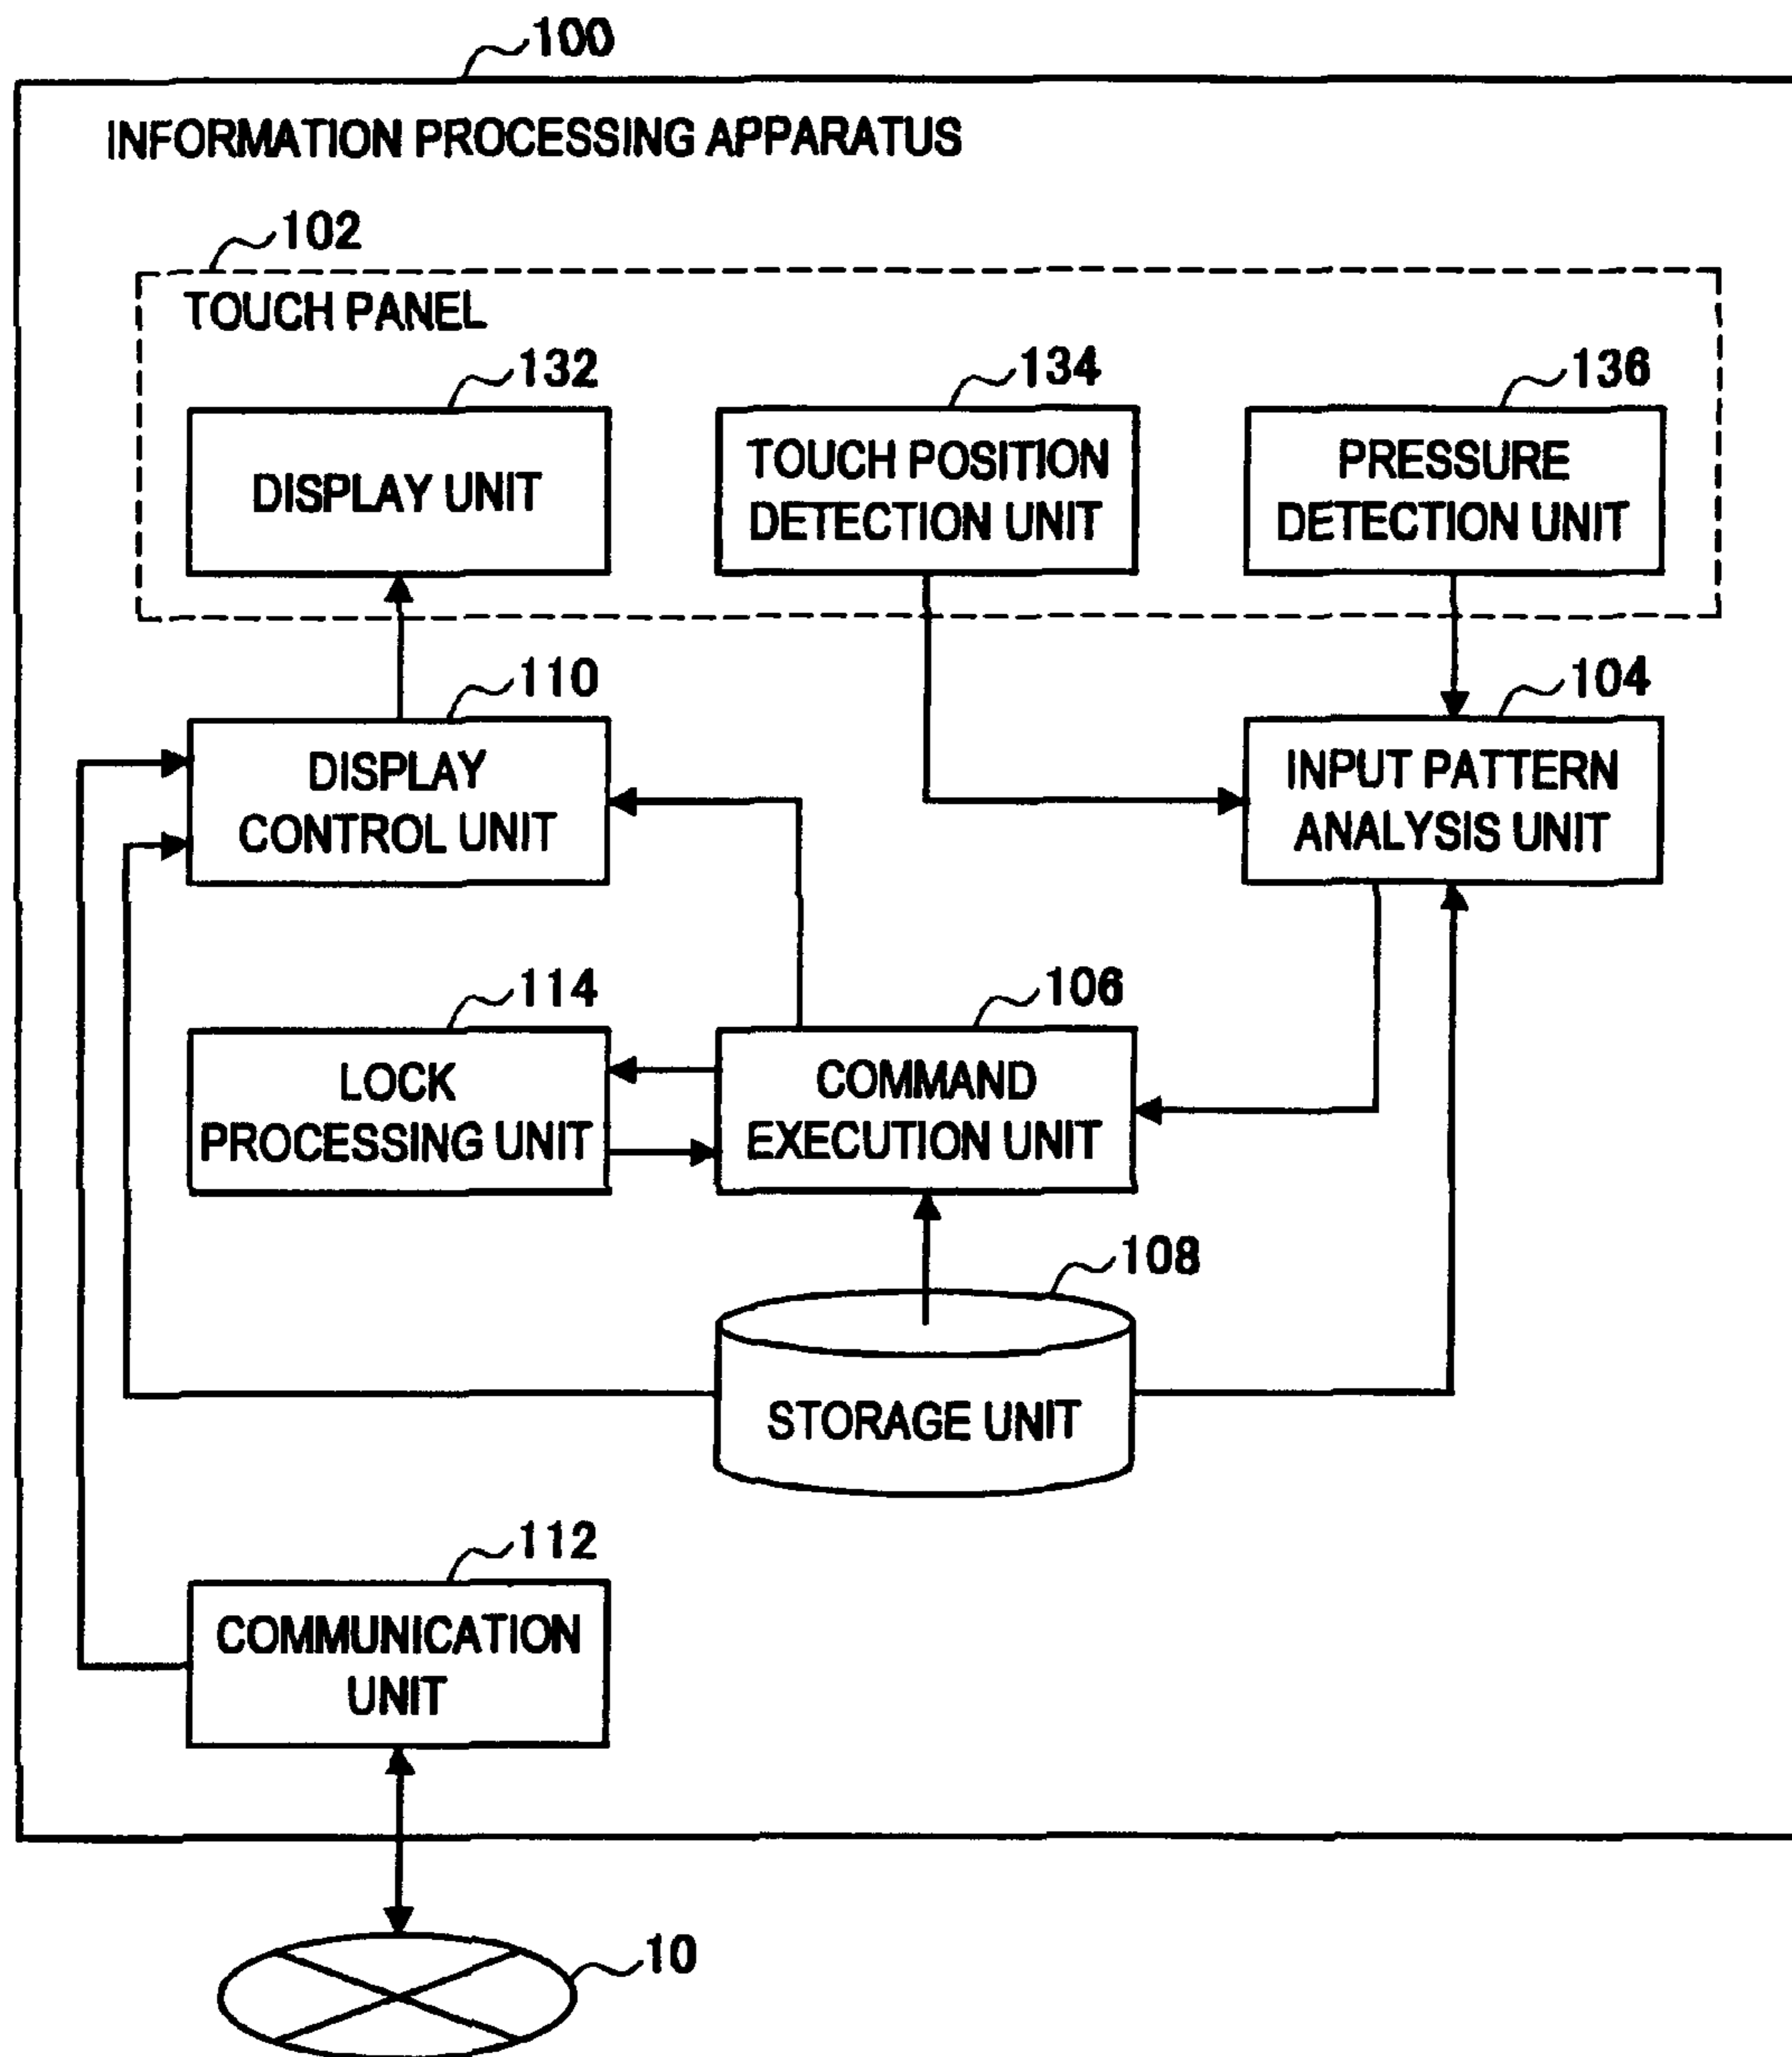 100
INFORMATION PROCESSING APPARATUS
102
TOUCH PANEL
132
134
136
DISPLAY UNIT
TOUCH POSITION
DETECTION UNIT
PRESSURE
DETECTION UNIT
110
104
DISPLAY
CONTROL UNIT
INPUT PATTERN
ANALYSIS UNIT
114
106
LOCK
PROCESSING UNIT
COMMAND
EXECUTION UNIT
108
STORAGE UNIT
112
COMMUNICATION
UNIT
10